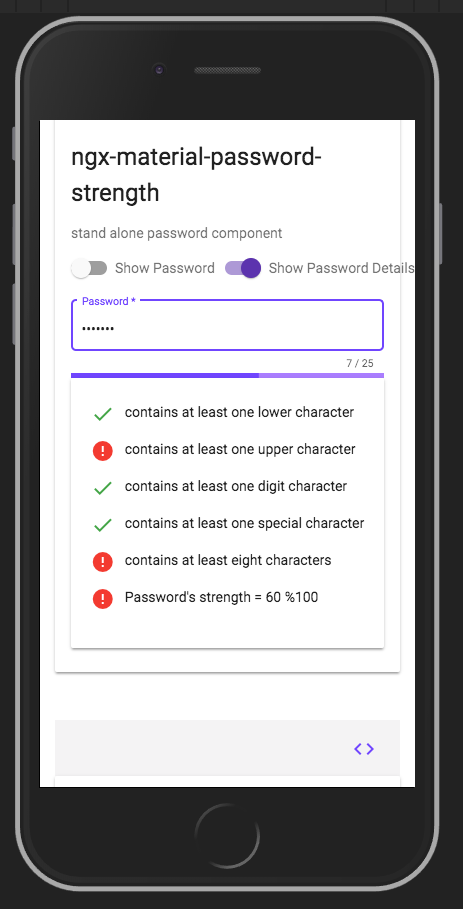 ngx-material-password-
strength
stand alone password component
Show Password Show Password Details
Password *
•••••••
7 / 25
contains at least one lower character
contains at least one upper character
contains at least one digit character
contains at least one special character
contains at least eight characters
Password's strength = 60 %100